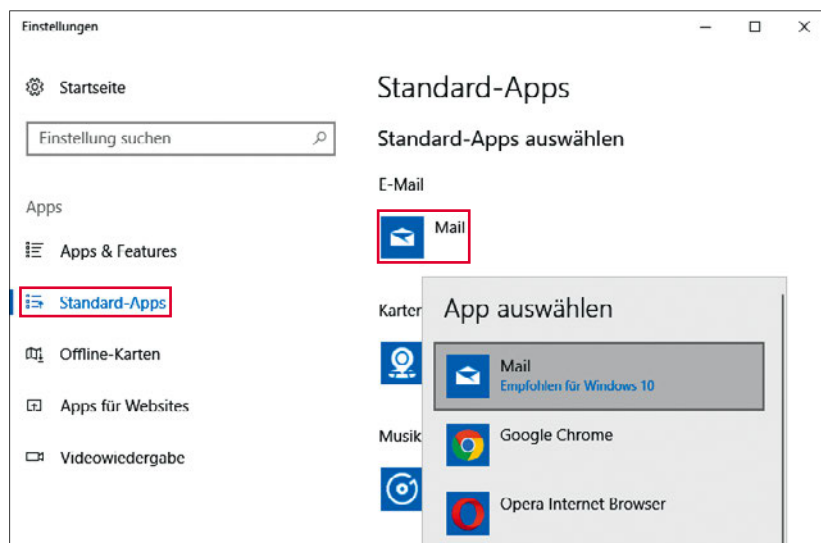 Einstellungen
Startseite
Einstellung suchen
Apps
Apps & Features
Standard-Apps
Offline-Karten
Apps für Websites
Videowiedergabe
Standard-Apps
Standard-Apps auswählen
E-Mail
Mail
Karter
Musik
App auswählen
Mail
Empfohlen für Windows 10
Google Chrome
Opera Internet Browser